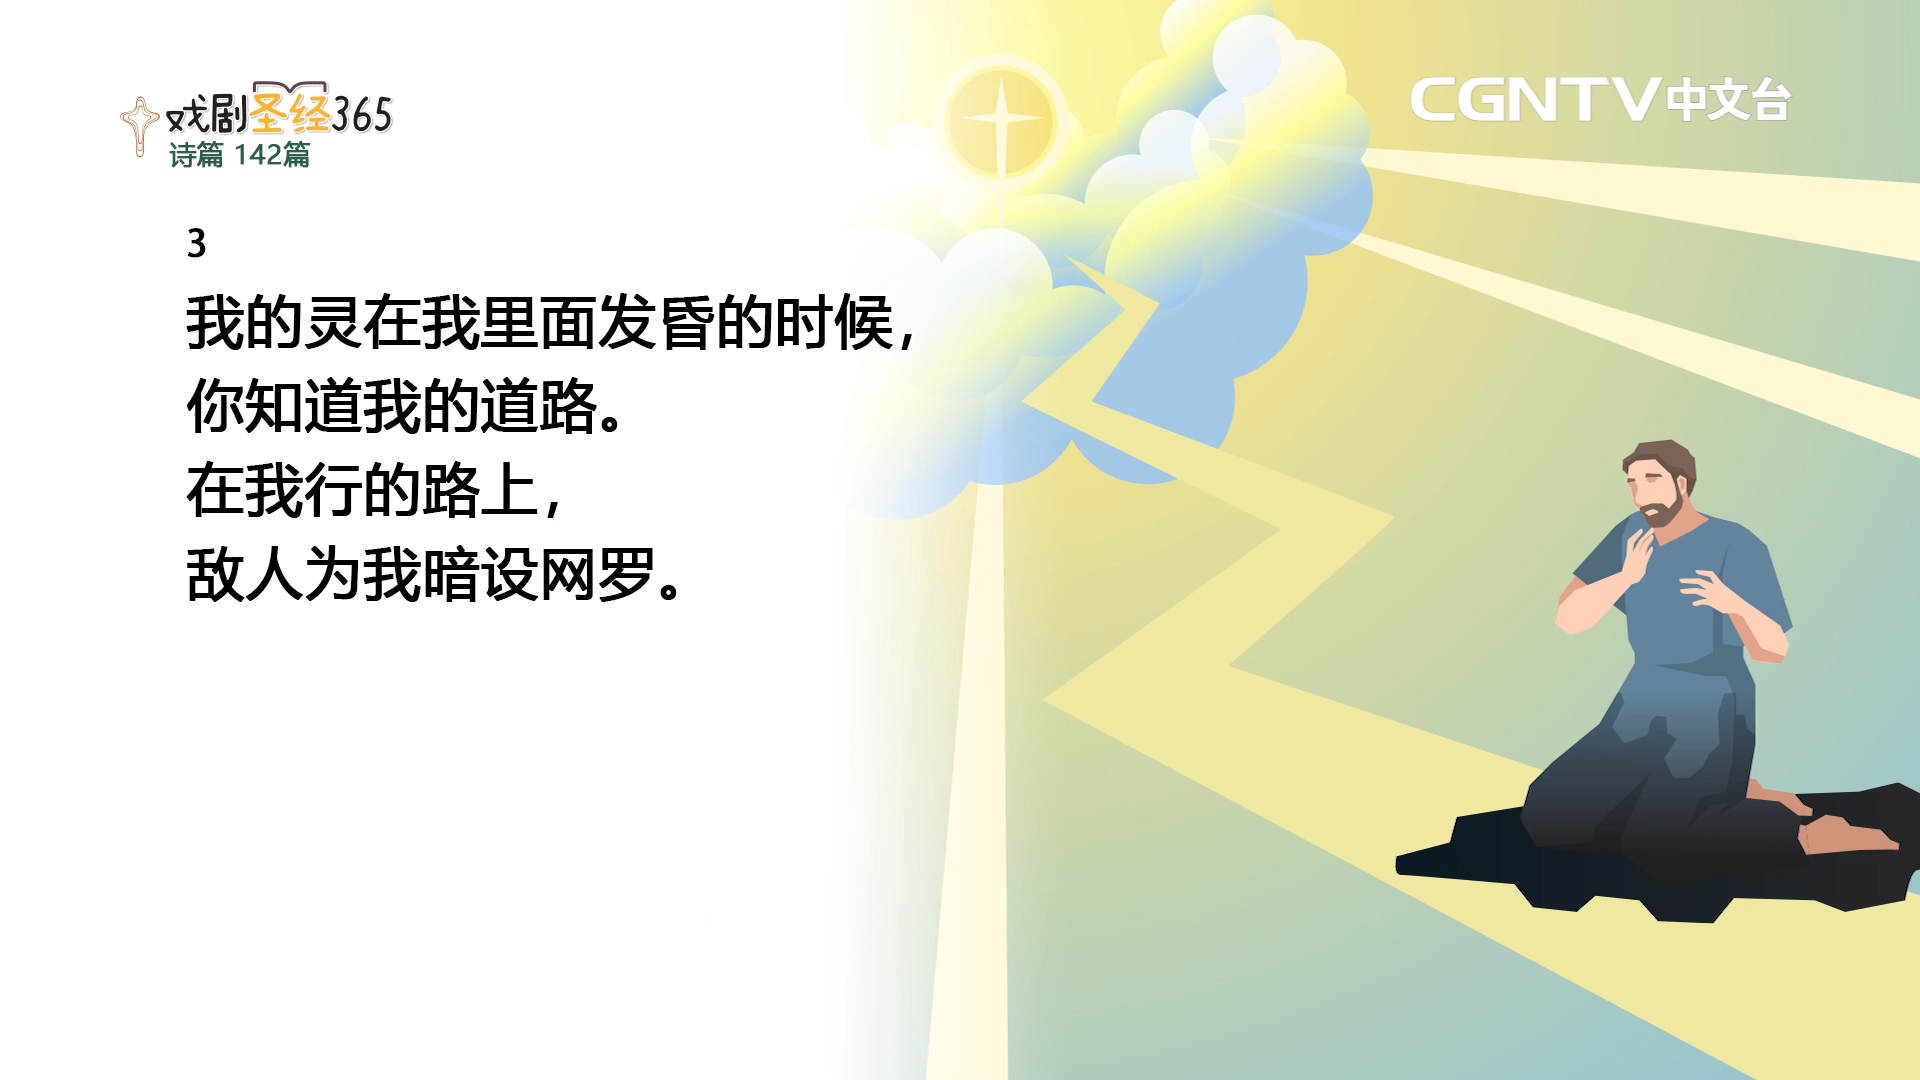 戏剧圣经365
诗篇 142篇
CGNTV中文台
3
我的灵在我里面发昏的时候，
你知道我的道路。
在我行的路上，
敌人为我暗设网罗。